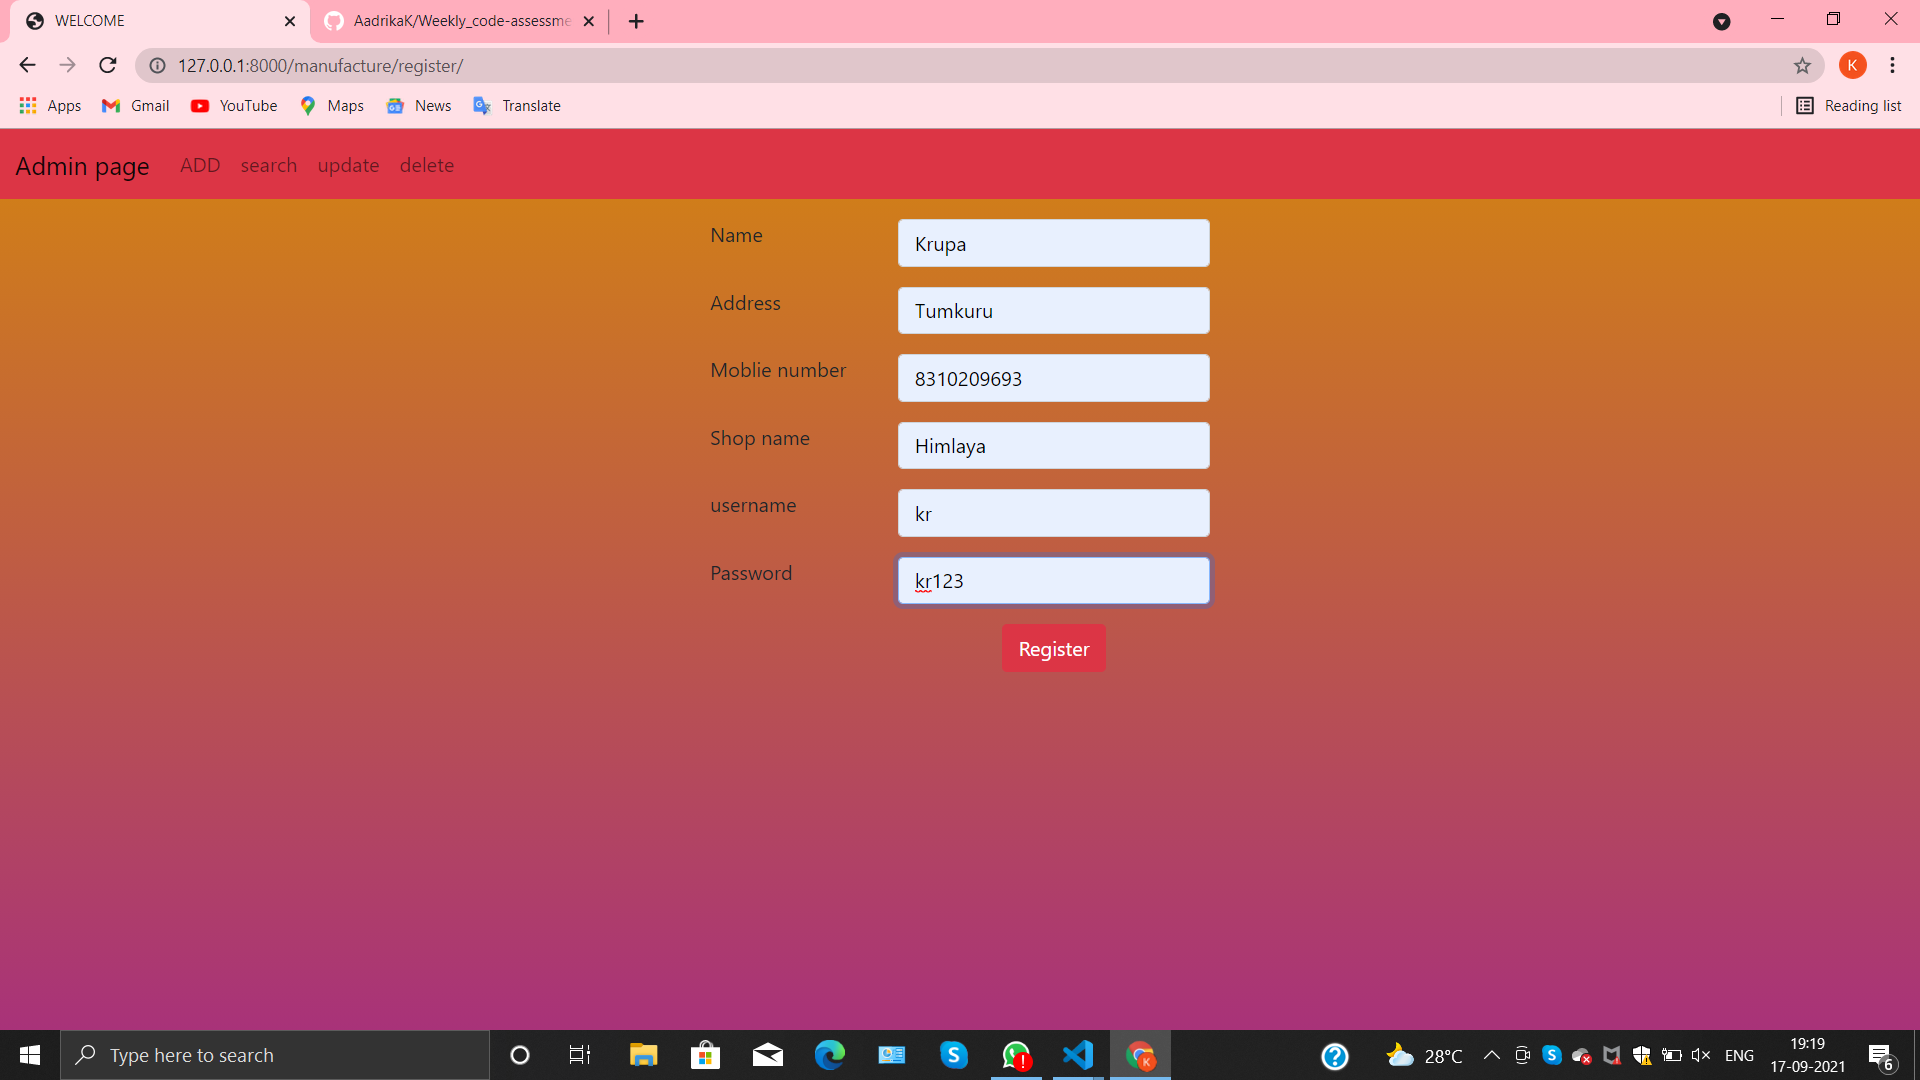 WELCOME
AadrikaK/Weekly_code-assessme
127.0.0.1:8000/manufacture/register/
K
Apps
Gmail
YouTube
Maps
News
Translate
Reading list
Admin page
ADD
search
update
delete
Name
Krupa
Address
Tumkuru
Moblie number
8310209693
Shop name
Himlaya
username
kr
Password
kr123
Register
Type here to search
28°C
ENG
19:19
17-09-2021
6